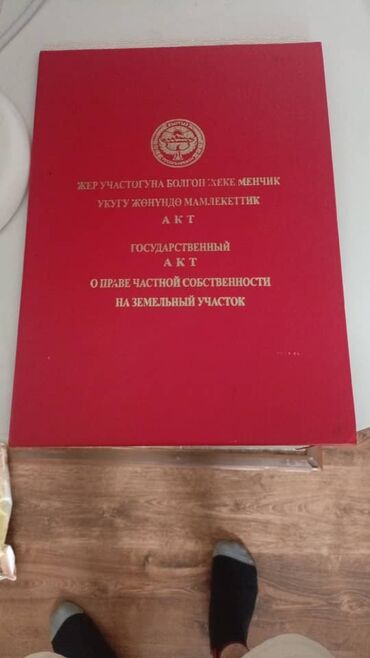 ЖЕР УЧАСТОГУНА БОЛГОН ЖЕКЕ МЕНЧИК
УКУГУ ЖӨНҮНДӨ МАМЛЕКЕТТИК
АКТ
ГОСУДАРСТВЕННЫЙ
АКТ
О ПРАВЕ ЧАСТНОЙ СОБСТВЕННОСТИ
НА ЗЕМЕЛЬНЫЙ УЧАСТОК